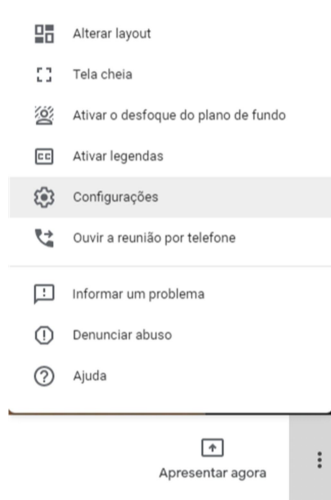 Alterar layout
Tela cheia
Ativar o desfoque do plano de fundo
CC
Ativar legendas
Configurações
Ouvir a reunião por telefone
Informar um problema
Denunciar abuso
Ajuda
Apresentar agora